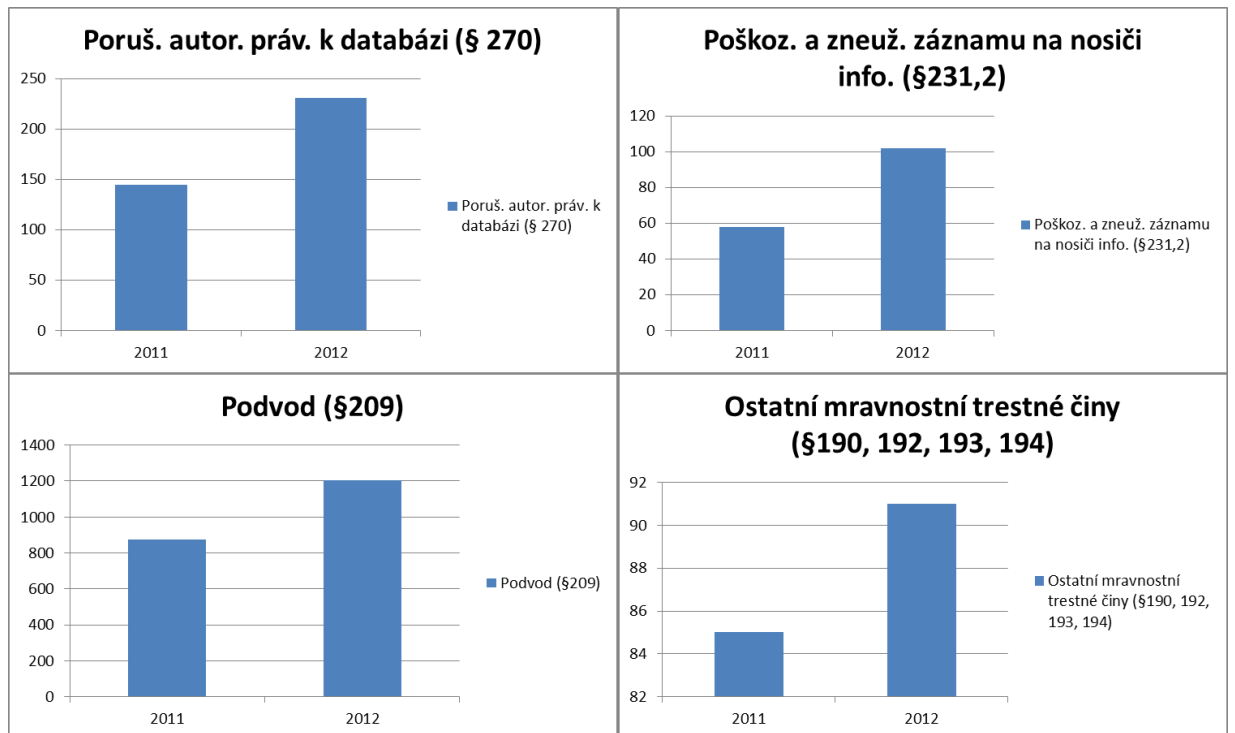 Poruš. autor. práv. k databázi (§ 270)
250
200
150
100
50
0
2011
2012
Poruš. autor. práv. k
databázi (§ 270)
Poškoz. a zneuž. záznamu na nosiči
info. (§231,2)
120
100
80
60
40
20
0
2011
2012
Poškoz. a zneuž. záznamu
na nosiči info. (§231,2)
Podvod (§209)
1400
1200
1000
800
600
400
200
0
2011
2012
Podvod (§209)
Ostatní mravnostní trestné činy
(§190, 192, 193, 194)
92
90
88
86
84
82
2011
2012
Ostatní mravnostní
trestné činy (§190, 192,
193, 194)